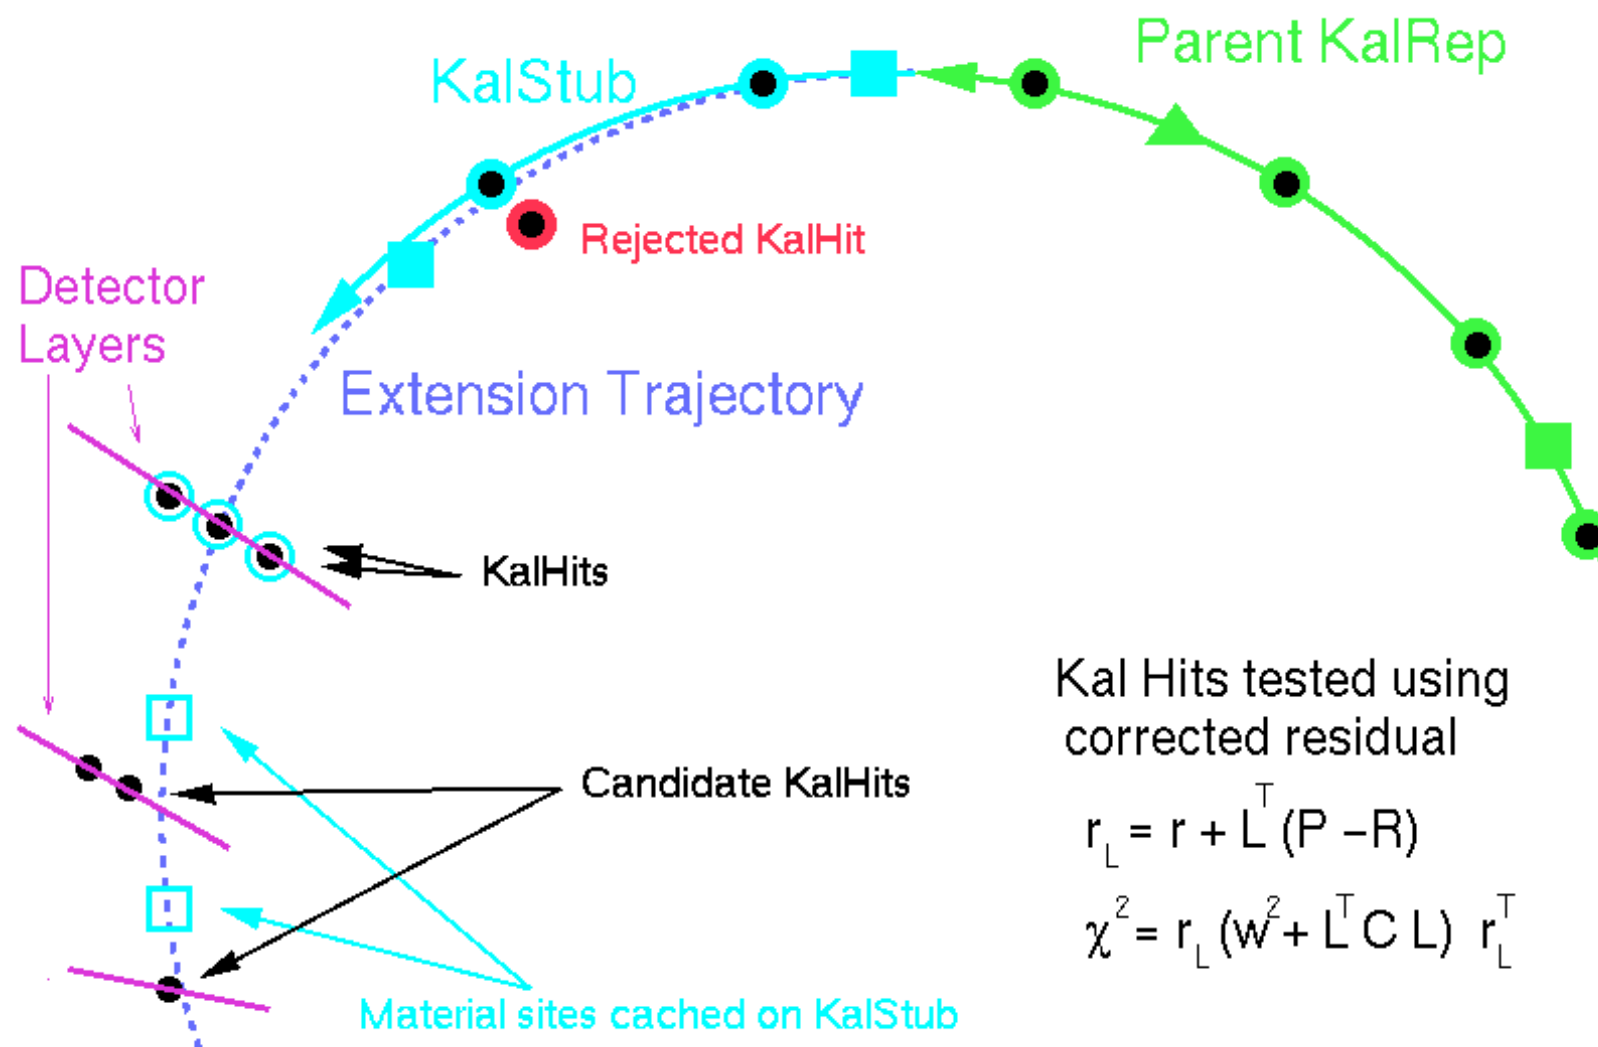 Parent KalRep
KalStub
Rejected KalHit
Detector
Layers
Extension Trajectory
KalHits
Kal Hits tested using
corrected residual
Candidate KalHits
r_L = r + L^T (P −R)
χ^2 = r_L (w^2 + L^T C L) r_L^T
Material sites cached on KalStub